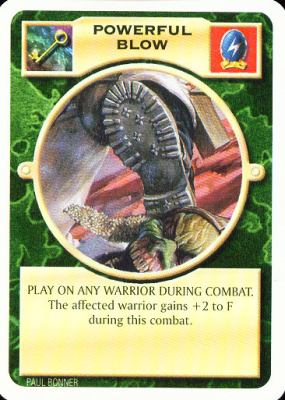 POWERFUL
BLOW
PLAY ON ANY WARRIOR DURING COMBAT.
The affected warrior gains +2 to F
during this combat.
PAUL BONNER